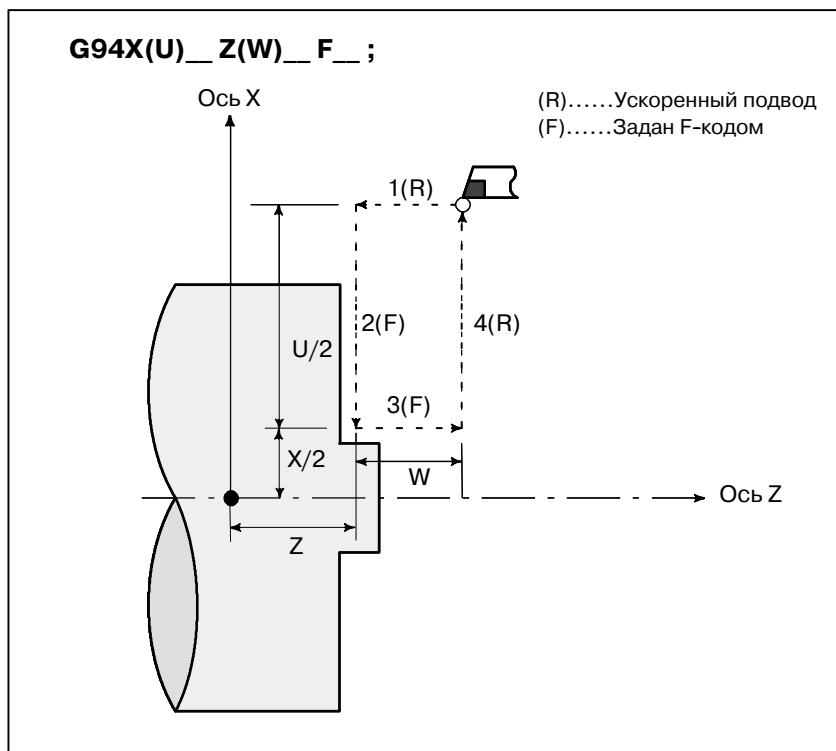 G94X(U)__ Z(W)__ F__ ;
Ось X
(R)......Ускоренный подвод
(F)......Задан F-кодом
1(R)
2(F)
4(R)
U/2
3(F)
X/2
W
Ось Z
Z